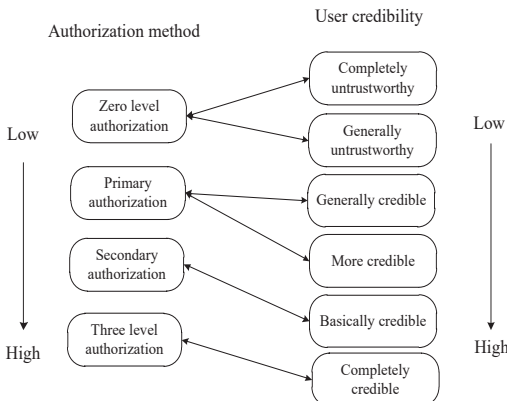 User credibility
Authorization method
Completely
untrustworthy
Zero level
authorization
Low
Low
Generally
untrustworthy
Primary
authorization
Generally credible
Secondary
authorization
More credible
Three level
authorization
Basically credible
High
High
Completely
credible